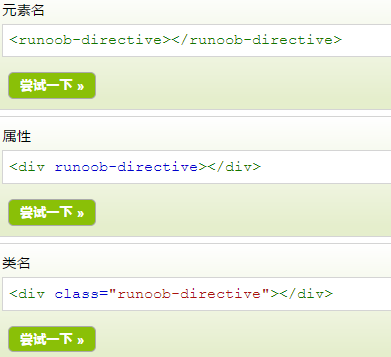 元素名
<runoob-directive></runoob-directive>
尝试一下 »
属性
<div runoob-directive></div>
尝试一下 »
类名
<div class="runoob-directive"></div>
尝试一下 »